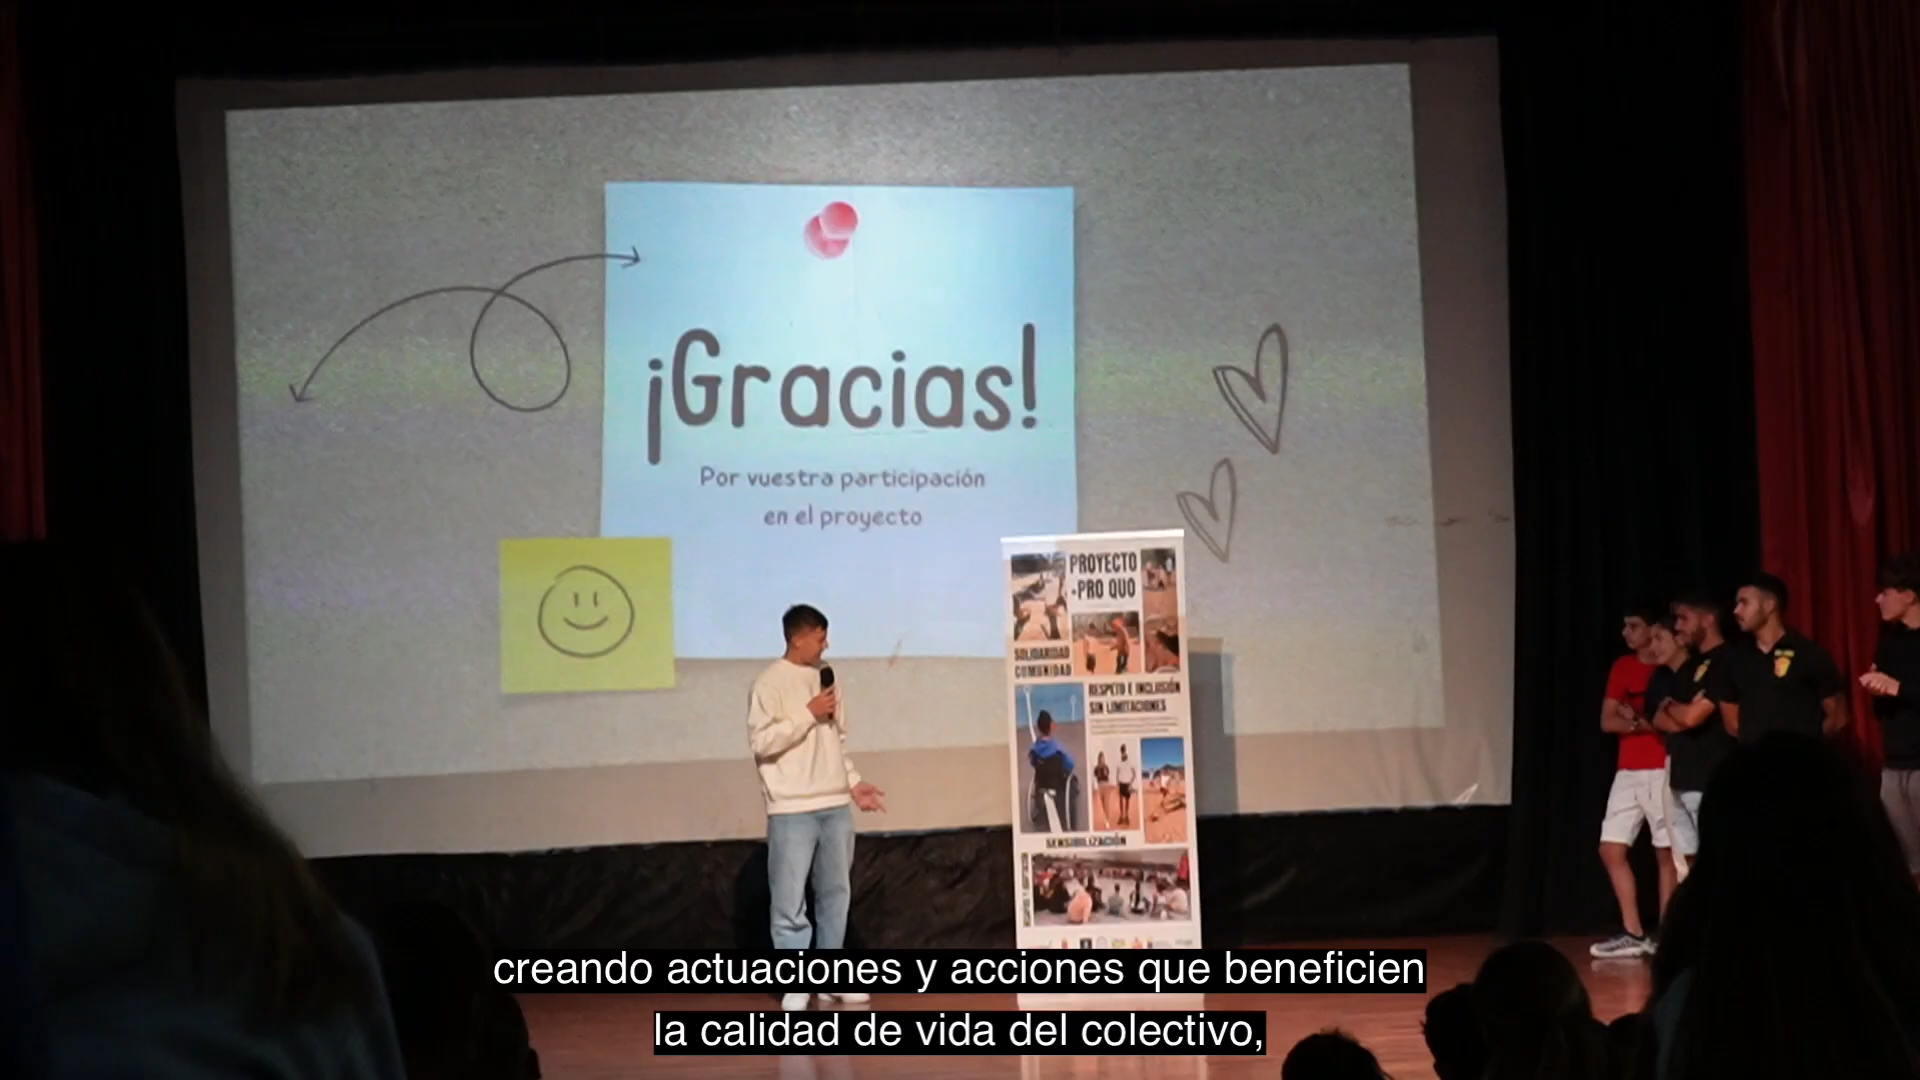 ¡Gracias!
Por vuestra participación
en el proyecto
PROYECTO
-PRO QUO
SOLIDARIDAD
COMUNIDAD
RESPETO E INCLUSIÓN
SIN LIMITACIONES
SENSIBILIZACIÓN
creando actuaciones y acciones que beneficien
la calidad de vida del colectivo,